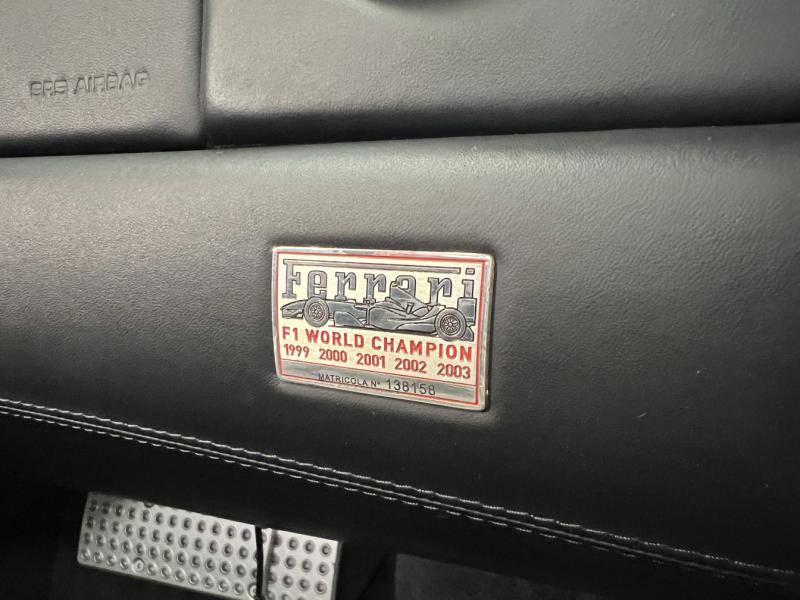 SRS AIRBAG
Ferrari
F1 WORLD CHAMPION
1999 2000 2001 2002 2003
MATRICOLA N° 138158